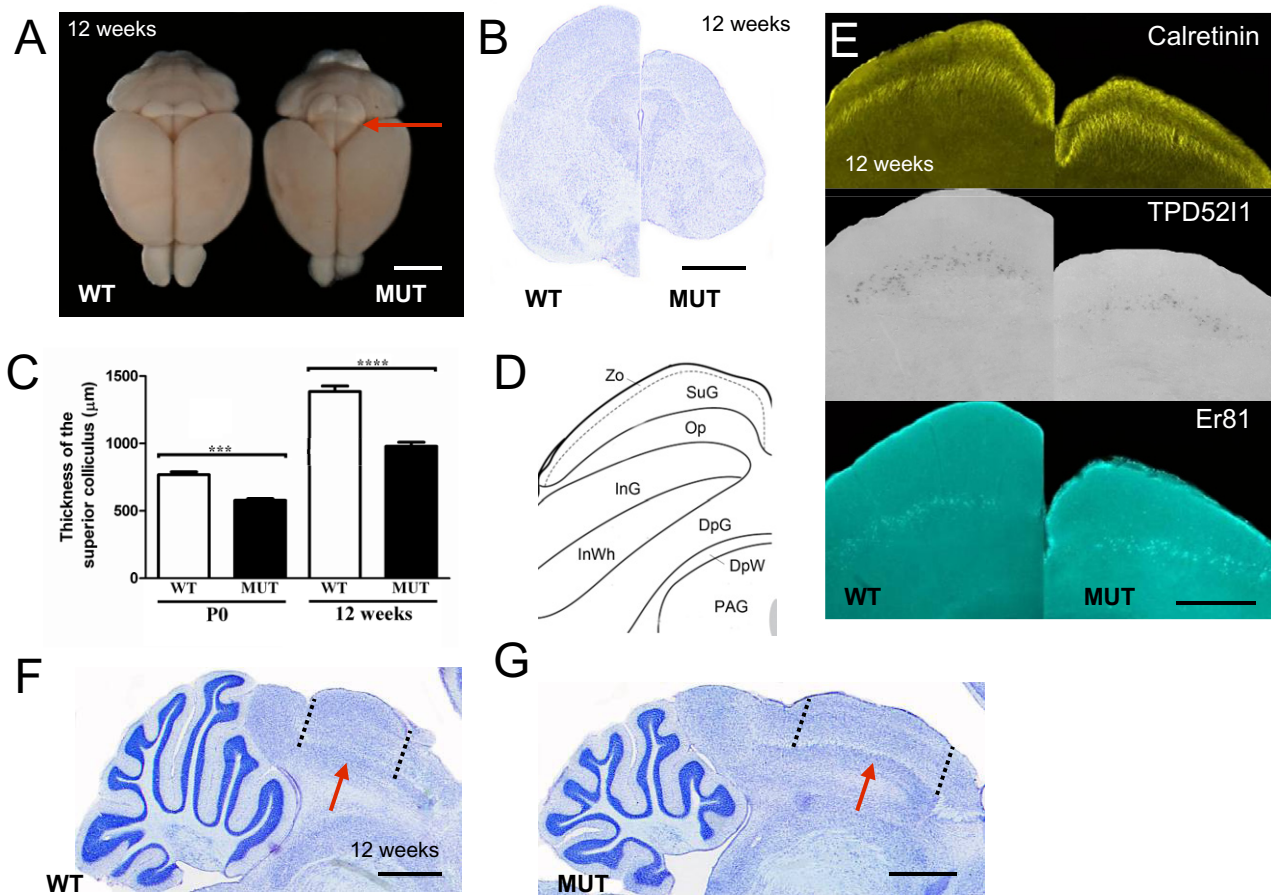 A
12 weeks
WT
MUT
B
12 weeks
WT
MUT
E
Calretinin
12 weeks
TPD52I1
Er81
WT
MUT
C
Thickness of the
superior colliculus (μm)
1500
1000
500
0
***
****
WT
MUT
WT
MUT
P0
12 weeks
D
Zo
SuG
Op
InG
InWh
DpG
DpW
PAG
F
12 weeks
WT
G
MUT